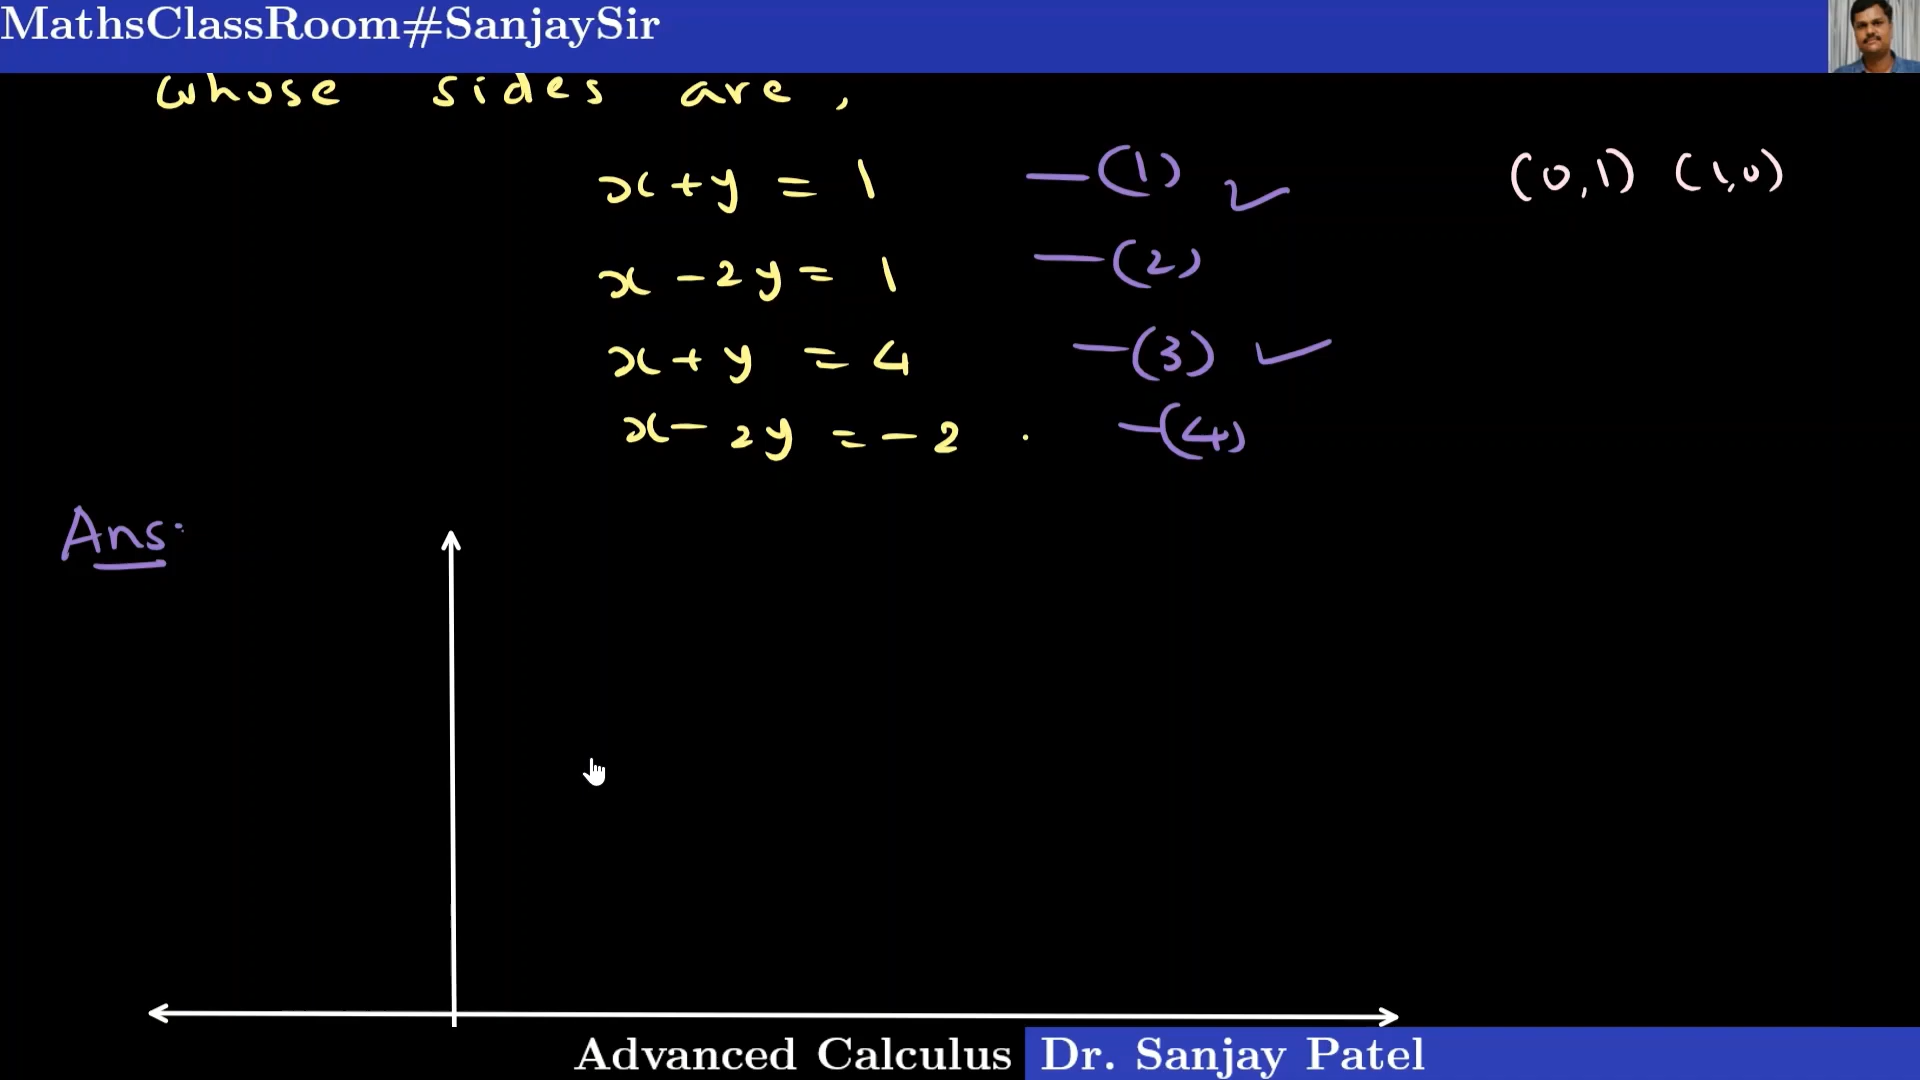 MathsClassRoom#SanjaySir
whose sides are,
x + y = 1 —(1) ✓ (0,1) (1,0)
x - 2y = 1 —(2)
x + y = 4 —(3) ✓
x - 2y = -2 . —(4)
Ans:
Advanced Calculus Dr. Sanjay Patel